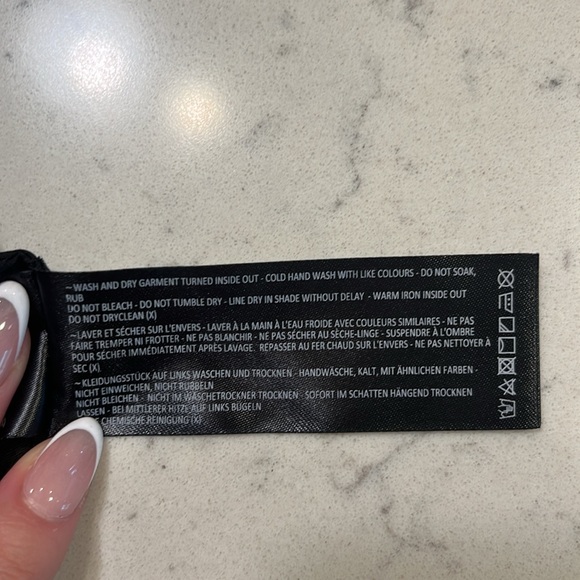 ~ WASH AND DRY GARMENT TURNED INSIDE OUT - COLD HAND WASH WITH LIKE COLOURS - DO NOT SOAK,
RUB
DO NOT BLEACH - DO NOT TUMBLE DRY - LINE DRY IN SHADE WITHOUT DELAY - WARM IRON INSIDE OUT
DO NOT DRYCLEAN (X)
~ LAVER ET SÉCHER SUR L'ENVERS - LAVER À LA MAIN À L'EAU FROIDE AVEC COULEURS SIMILAIRES - NE PAS
FAIRE TREMPER NI FROTTER - NE PAS BLANCHIR - NE PAS SÉCHER AU SÈCHE-LINGE - SUSPENDRE À L'OMBRE
POUR SÉCHER IMMÉDIATEMENT APRÈS LAVAGE. REPASSER AU FER CHAUD SUR L'ENVERS - NE PAS NETTOYER À
SEC (X)
~ KLEIDUNGSSTÜCK AUF LINKS WASCHEN UND TROCKNEN - HANDWÄSCHE, KALT, MIT ÄHNLICHEN FARBEN -
NICHT EINWEICHEN, NICHT RUBBELN
NICHT BLEICHEN - NICHT IM WASCHETROCKNER TROCKNEN - SOFORT IM SCHATTEN HÄNGEND TROCKNEN
LASSEN - BEI MITTLERER HITZE AUF LINKS BÜGELN
CHEMISCHE REINIGUNG (X)